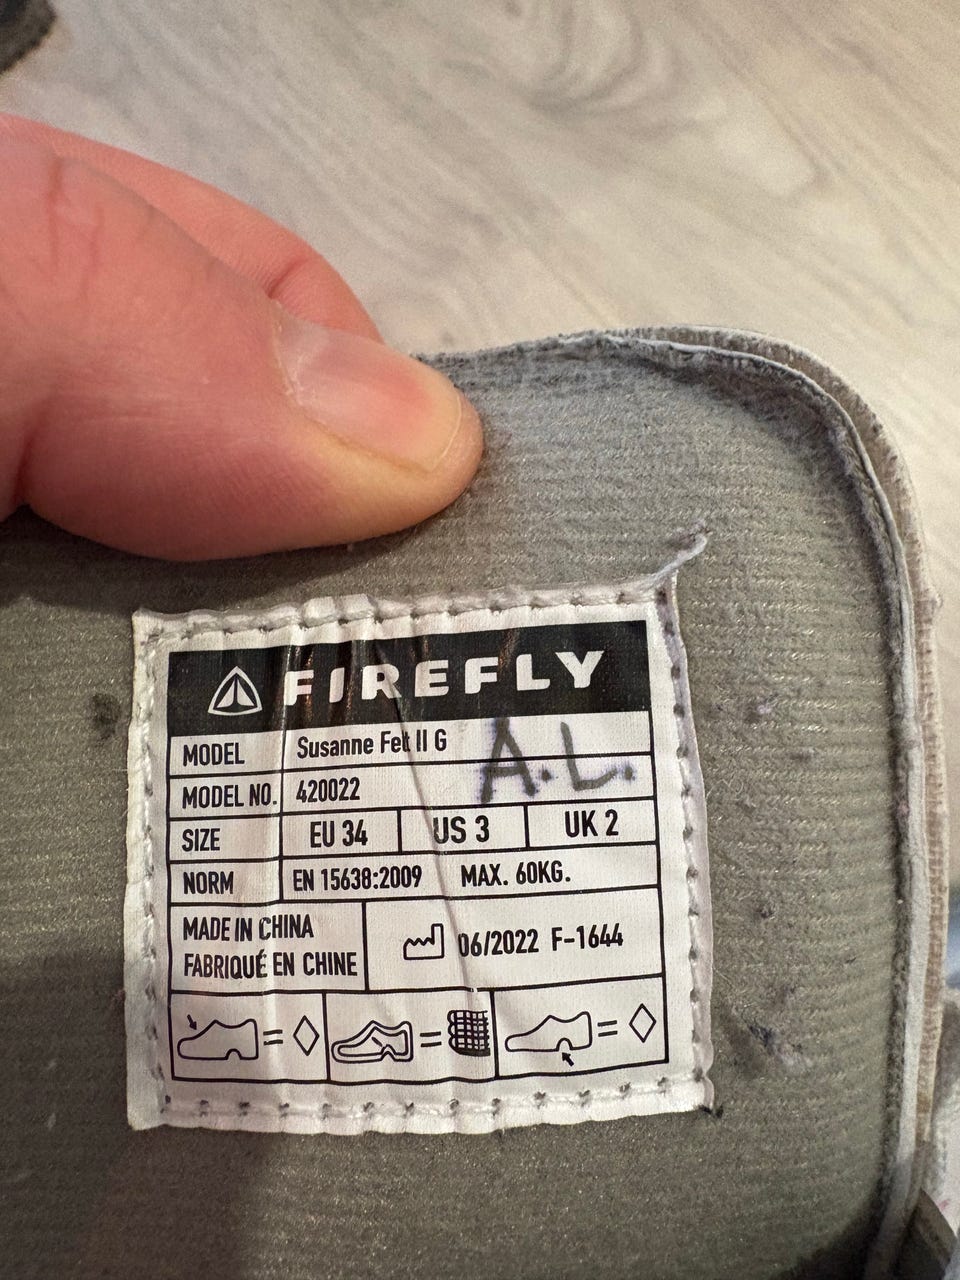 FIREFLY
MODEL Susanne Felt II G
A.L.
MODEL NO. 420022
SIZE EU 34 US 3 UK 2
NORM EN 15638:2009 MAX. 60KG.
MADE IN CHINA
FABRIQUÉ EN CHINE
06/2022 F-1644
= =  =